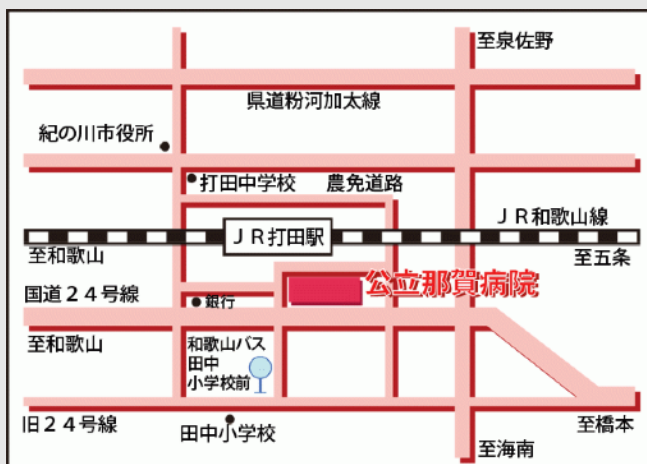 至泉佐野
県道粉河加太線
紀の川市役所
打田中学校
農免道路
ＪＲ和歌山線
ＪＲ打田駅
至和歌山
至五条
公立那賀病院
国道２４号線
銀行
至和歌山
和歌山バス
田中
小学校前
旧２４号線
田中小学校
至橋本
至海南